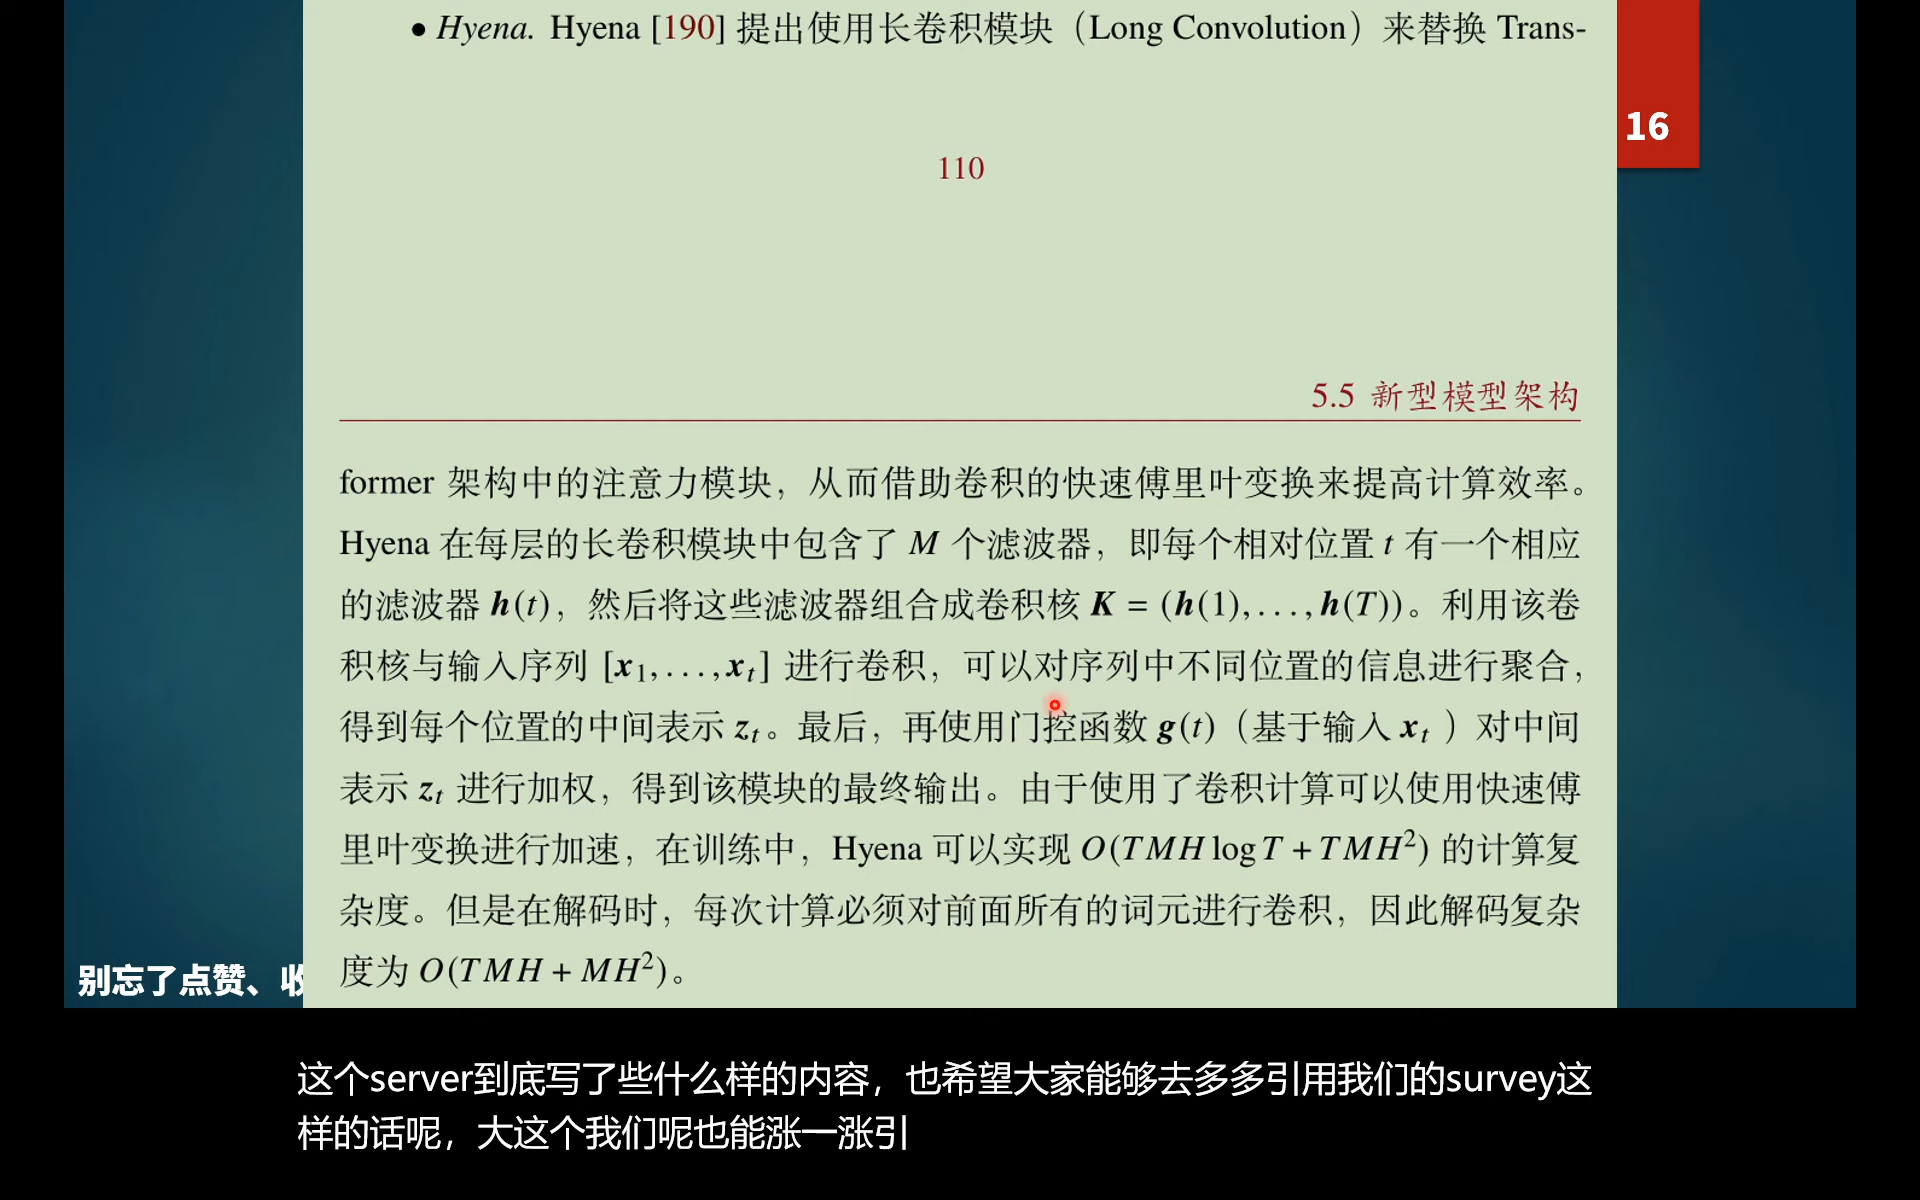 • Hyena. Hyena [190] 提出使用长卷积模块（Long Convolution）来替换 Trans-
16
110
5.5 新型模型架构
former 架构中的注意力模块，从而借助卷积的快速傅里叶变换来提高计算效率。
Hyena 在每层的长卷积模块中包含了 M 个滤波器，即每个相对位置 t 有一个相应
的滤波器 h(t)，然后将这些滤波器组合成卷积核 K = (h(1), . . . , h(T))。利用该卷
积核与输入序列 [x₁, . . . , xₜ] 进行卷积，可以对序列中不同位置的信息进行聚合，
得到每个位置的中间表示 zₜ。最后，再使用门控函数 g(t)（基于输入 xₜ ）对中间
表示 zₜ 进行加权，得到该模块的最终输出。由于使用了卷积计算可以使用快速傅
里叶变换进行加速，在训练中，Hyena 可以实现 O(TMH log T + TMH²) 的计算复
杂度。但是在解码时，每次计算必须对前面所有的词元进行卷积，因此解码复杂
度为 O(TMH + MH²)。
别忘了点赞、收
这个server到底写了些什么样的内容，也希望大家能够去多多引用我们的survey这
样的话呢，大这个我们呢也能涨一涨引